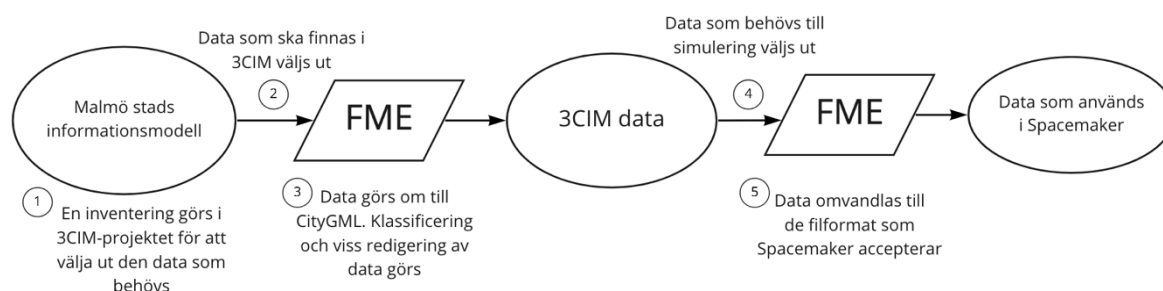 Malmö stads
informationsmodell
1
En inventering görs i
3CIM-projektet för att
välja ut den data som
behövs
Data som ska finnas i
3CIM väljs ut
2
FME
3
Data görs om till
CityGML. Klassificering
och viss redigering av
data görs
3CIM data
Data som behövs till
simulering väljs ut
4
FME
5
Data omvandlas till
de filformat som
Spacemaker accepterar
Data som används
i Spacemaker